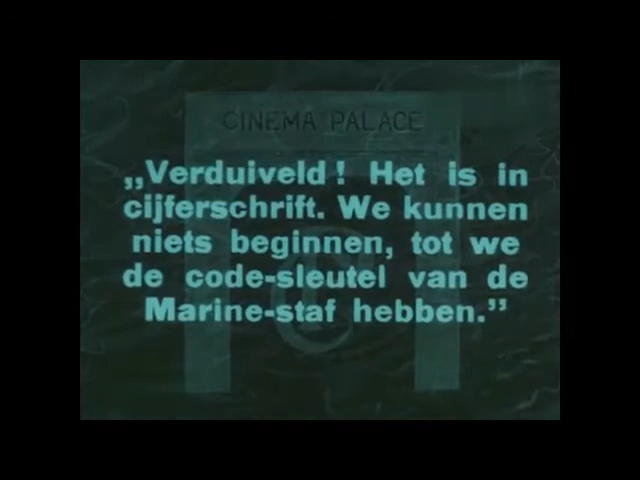 CINEMA PALACE
„Verduiveld! Het is in
cijferschrift. We kunnen
niets beginnen, tot we
de code-sleutel van de
Marine-staf hebben.”